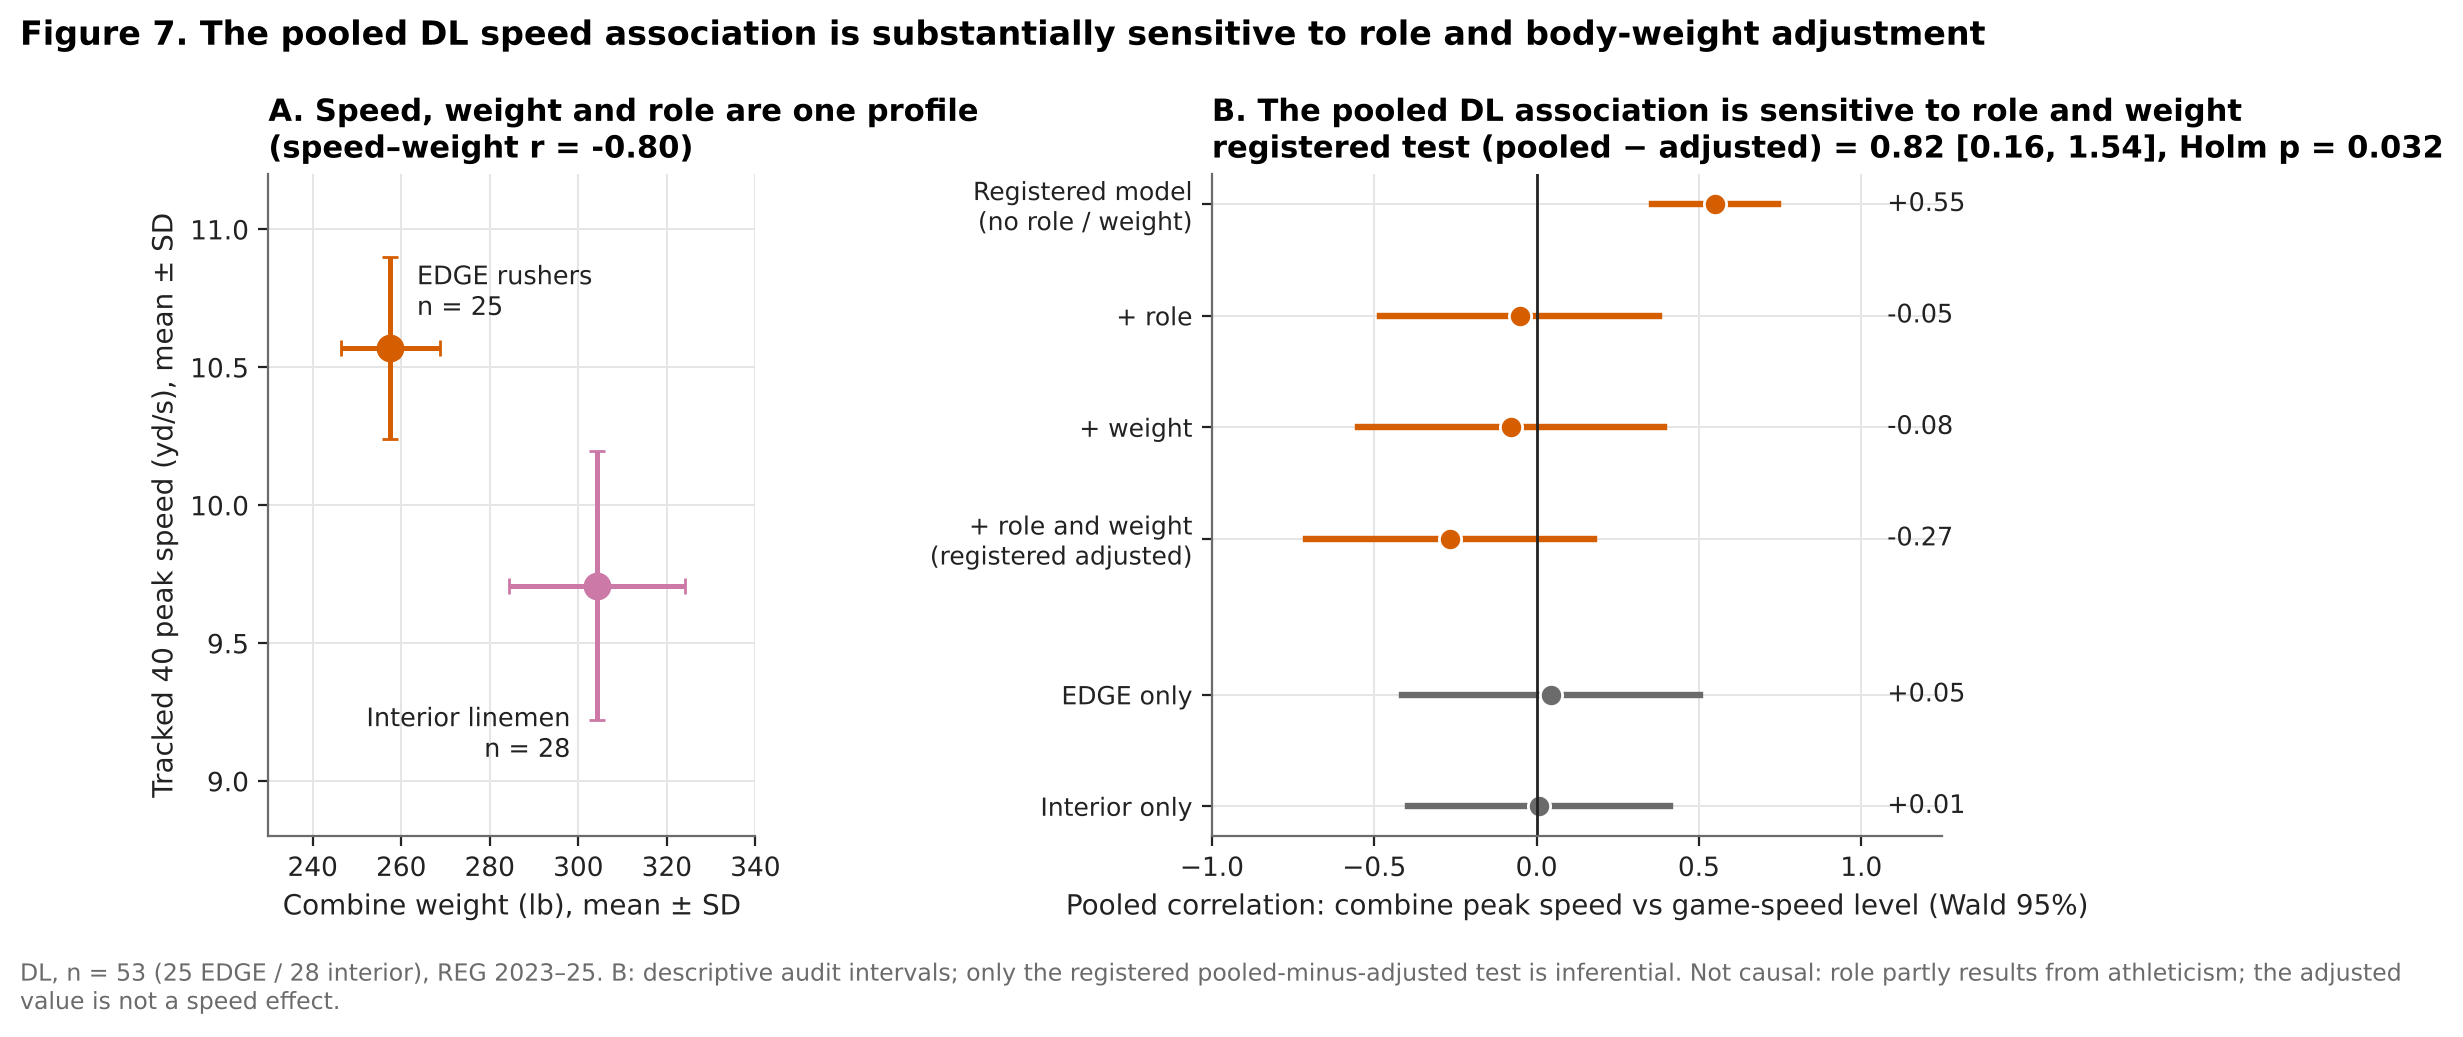 Figure 7. The pooled DL speed association is substantially sensitive to role and body-weight adjustment
A. Speed, weight and role are one profile
(speed–weight r = -0.80)
Tracked 40 peak speed (yd/s), mean ± SD
11.0
10.5
10.0
9.5
9.0
EDGE rushers
n = 25
Interior linemen
n = 28
240 260 280 300 320 340
Combine weight (lb), mean ± SD
B. The pooled DL association is sensitive to role and weight
registered test (pooled − adjusted) = 0.82 [0.16, 1.54], Holm p = 0.032
Registered model
(no role / weight)
+0.55
+ role
-0.05
+ weight
-0.08
+ role and weight
(registered adjusted)
-0.27
EDGE only
+0.05
Interior only
+0.01
−1.0 −0.5 0.0 0.5 1.0
Pooled correlation: combine peak speed vs game-speed level (Wald 95%)
DL, n = 53 (25 EDGE / 28 interior), REG 2023–25. B: descriptive audit intervals; only the registered pooled-minus-adjusted test is inferential. Not causal: role partly results from athleticism; the adjusted
value is not a speed effect.